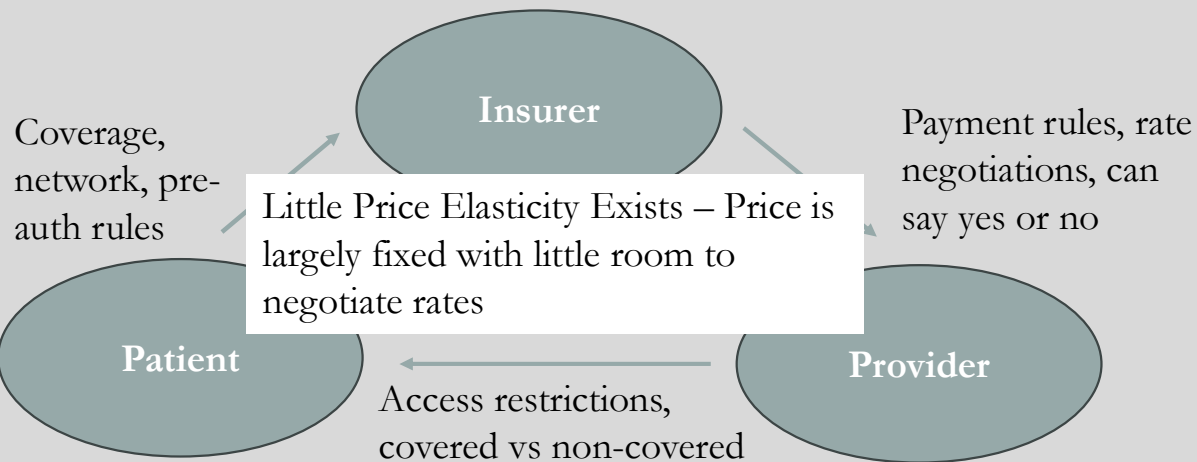 Insurer
Coverage,
network, pre-
auth rules
Payment rules, rate
negotiations, can
say yes or no
Little Price Elasticity Exists – Price is
largely fixed with little room to
negotiate rates
Patient
Provider
Access restrictions,
covered vs non-covered